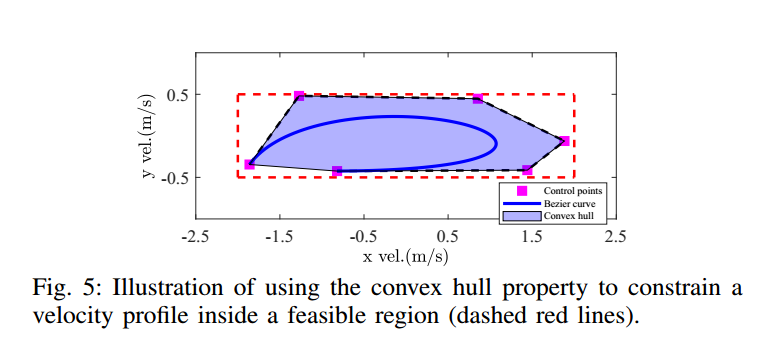 0.5
-0.5
y vel.(m/s)
Control points
Bezier curve
Convex hull
-2.5 -1.5 -0.5 0.5 1.5 2.5
x vel.(m/s)
Fig. 5: Illustration of using the convex hull property to constrain a
velocity profile inside a feasible region (dashed red lines).